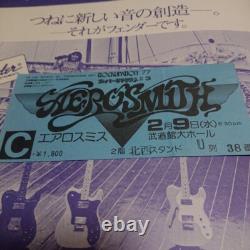 つねに新しい音の創造―。
―それがフェンダーです。
AEROSMITH
エアロスミス
2月9日(水) 6:30pm
武道館大ホール
C
¥1,800
2階 北西スタンド U列 38番